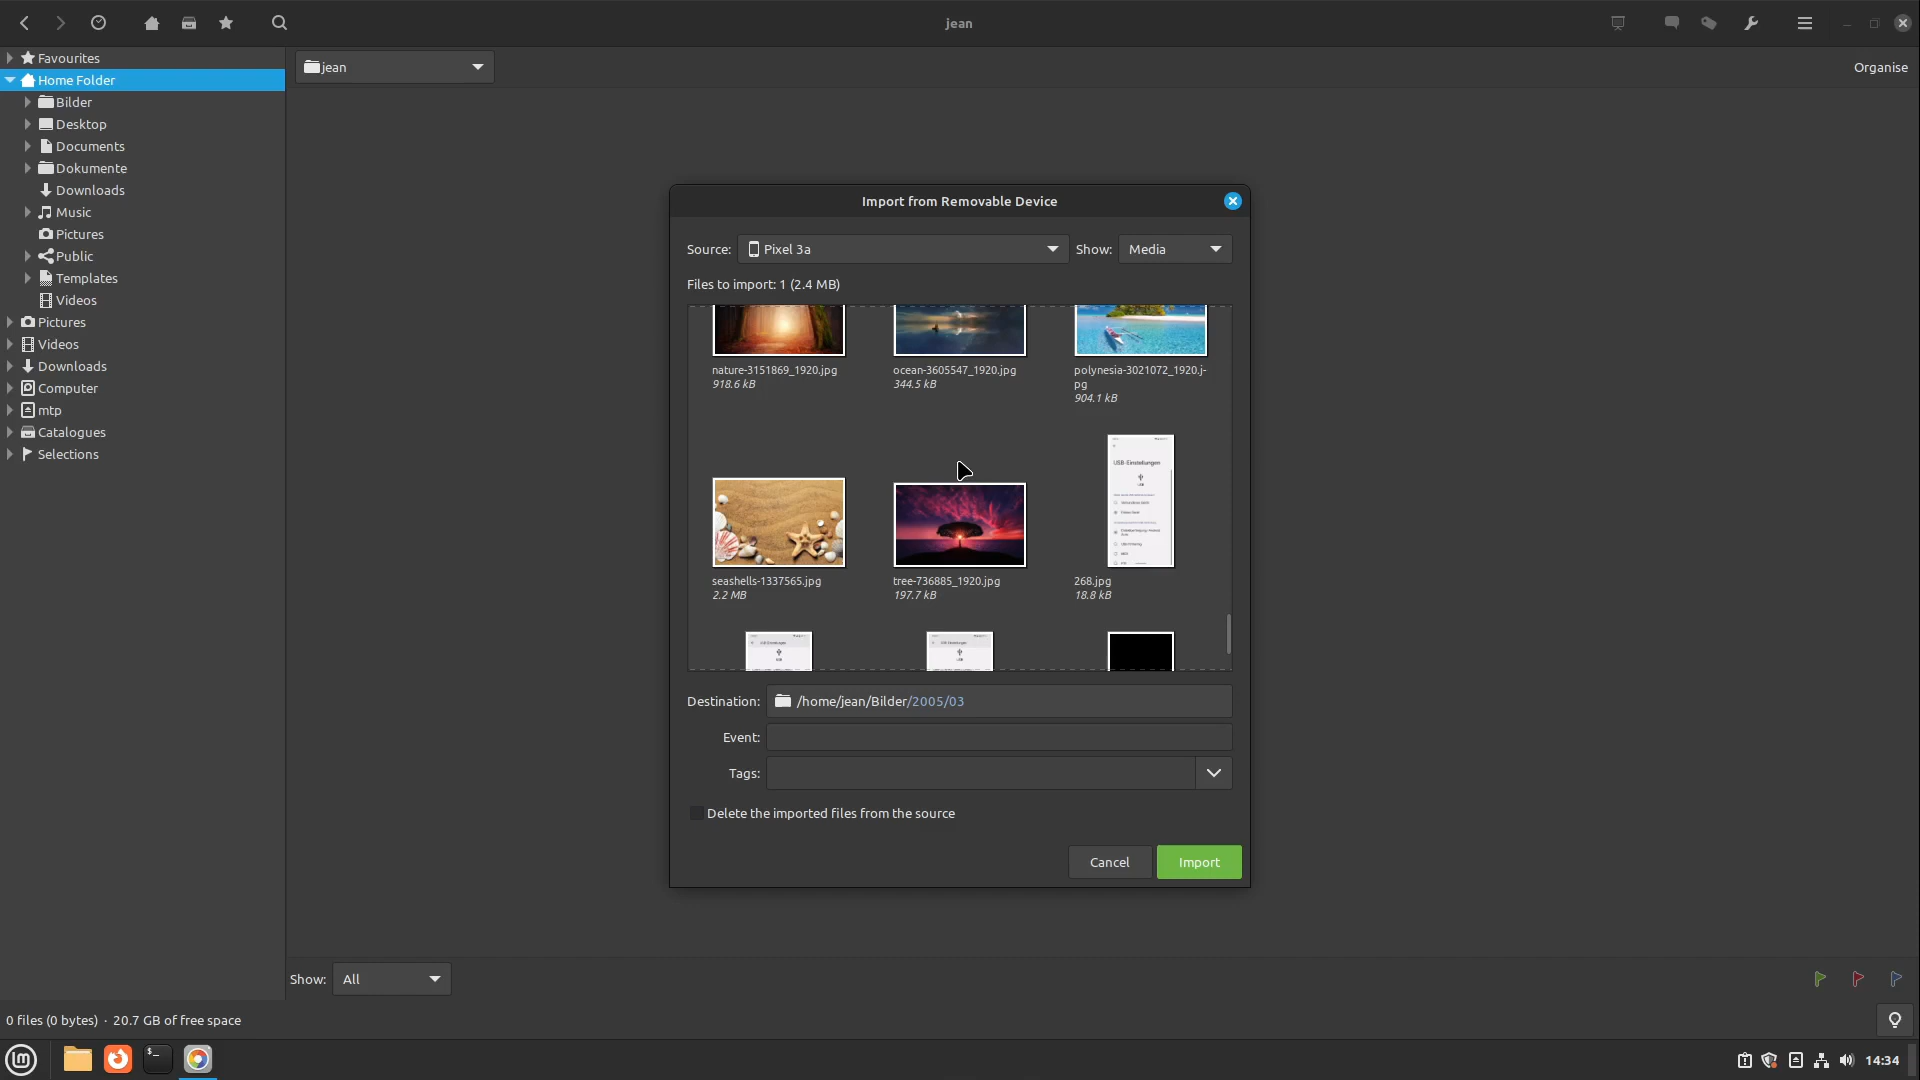 jean
Favourites
Home Folder
Bilder
Desktop
Documents
Dokumente
Downloads
Music
Pictures
Public
Templates
Videos
Pictures
Videos
Downloads
Computer
mtp
Catalogues
Selections
jean
Organise
Import from Removable Device
Source: Pixel 3a Show: Media
Files to import: 1 (2.4 MB)
nature-3151869_1920.jpg
918.6 kB
ocean-3605547_1920.jpg
344.5 kB
polynesia-3021072_1920.j-
pg
904.1 kB
USB-Einstellungen
seashells-1337565.jpg
2.2 MB
tree-736885_1920.jpg
197.7 kB
268.jpg
18.8 kB
Destination: /home/jean/Bilder/2005/03
Event:
Tags:
Delete the imported files from the source
Cancel
Import
Show: All
0 files (0 bytes) · 20.7 GB of free space
14:34